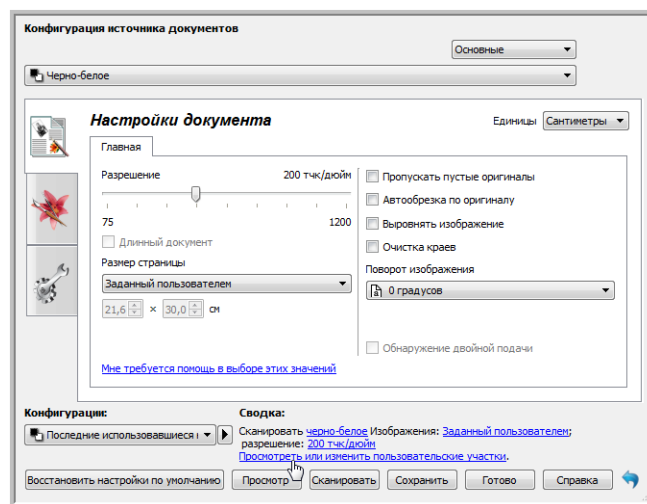 Конфигурация источника документов
Основные
Черно-белое
Настройки документа
Единицы Сантиметры
Главная
Разрешение 200 тчк/дюйм
75 1200
Длинный документ
Размер страницы
Заданный пользователем
21,6 × 30,0 см
Мне требуется помощь в выборе этих значений
Пропускать пустые оригиналы
Автообрезка по оригиналу
Выровнять изображение
Очистка краев
Поворот изображения
0 градусов
Обнаружение двойной подачи
Конфигурации:
Последние использовавшиеся
Сводка:
Сканировать черно-белое Изображения: Заданный пользователем;
разрешение: 200 тчк/дюйм
Просмотреть или изменить пользовательские участки.
Восстановить настройки по умолчанию Просмотр Сканировать Сохранить Готово Справка